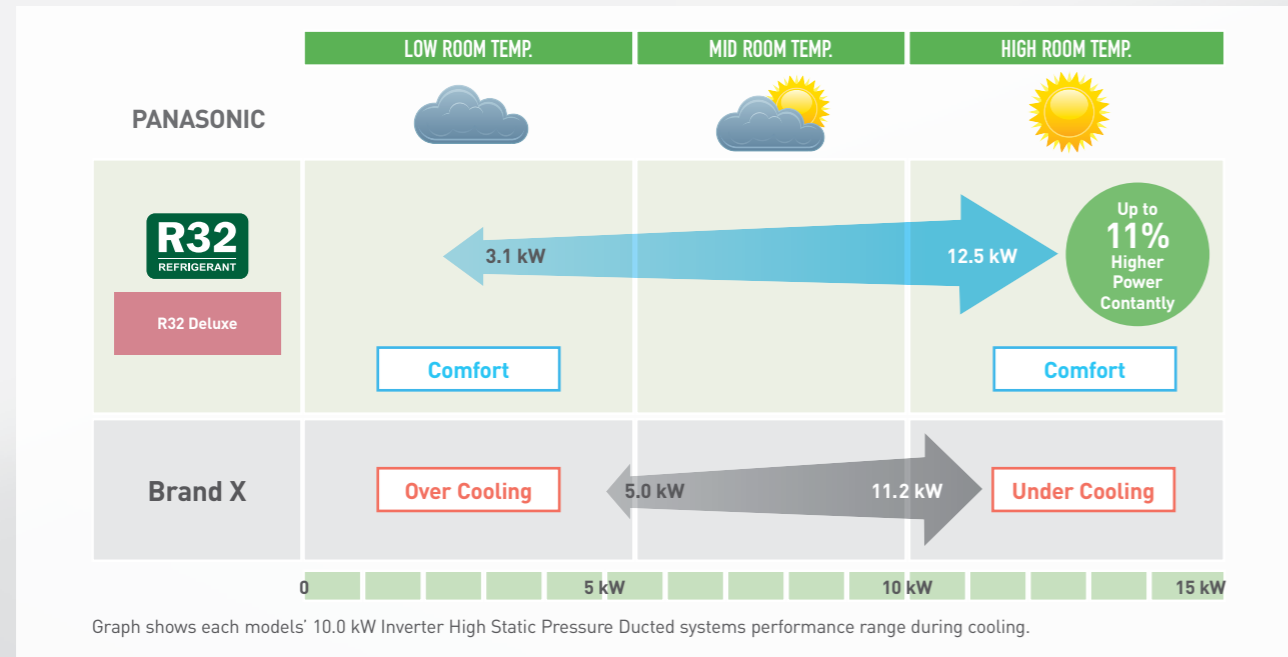 LOW ROOM TEMP.
MID ROOM TEMP.
HIGH ROOM TEMP.
PANASONIC
R32
REFRIGERANT
R32 Deluxe
3.1 kW
12.5 kW
Up to
11%
Higher
Power
Contantly
Comfort
Comfort
Brand X
Over Cooling
5.0 kW
11.2 kW
Under Cooling
0
5 kW
10 kW
15 kW
Graph shows each models' 10.0 kW Inverter High Static Pressure Ducted systems performance range during cooling.